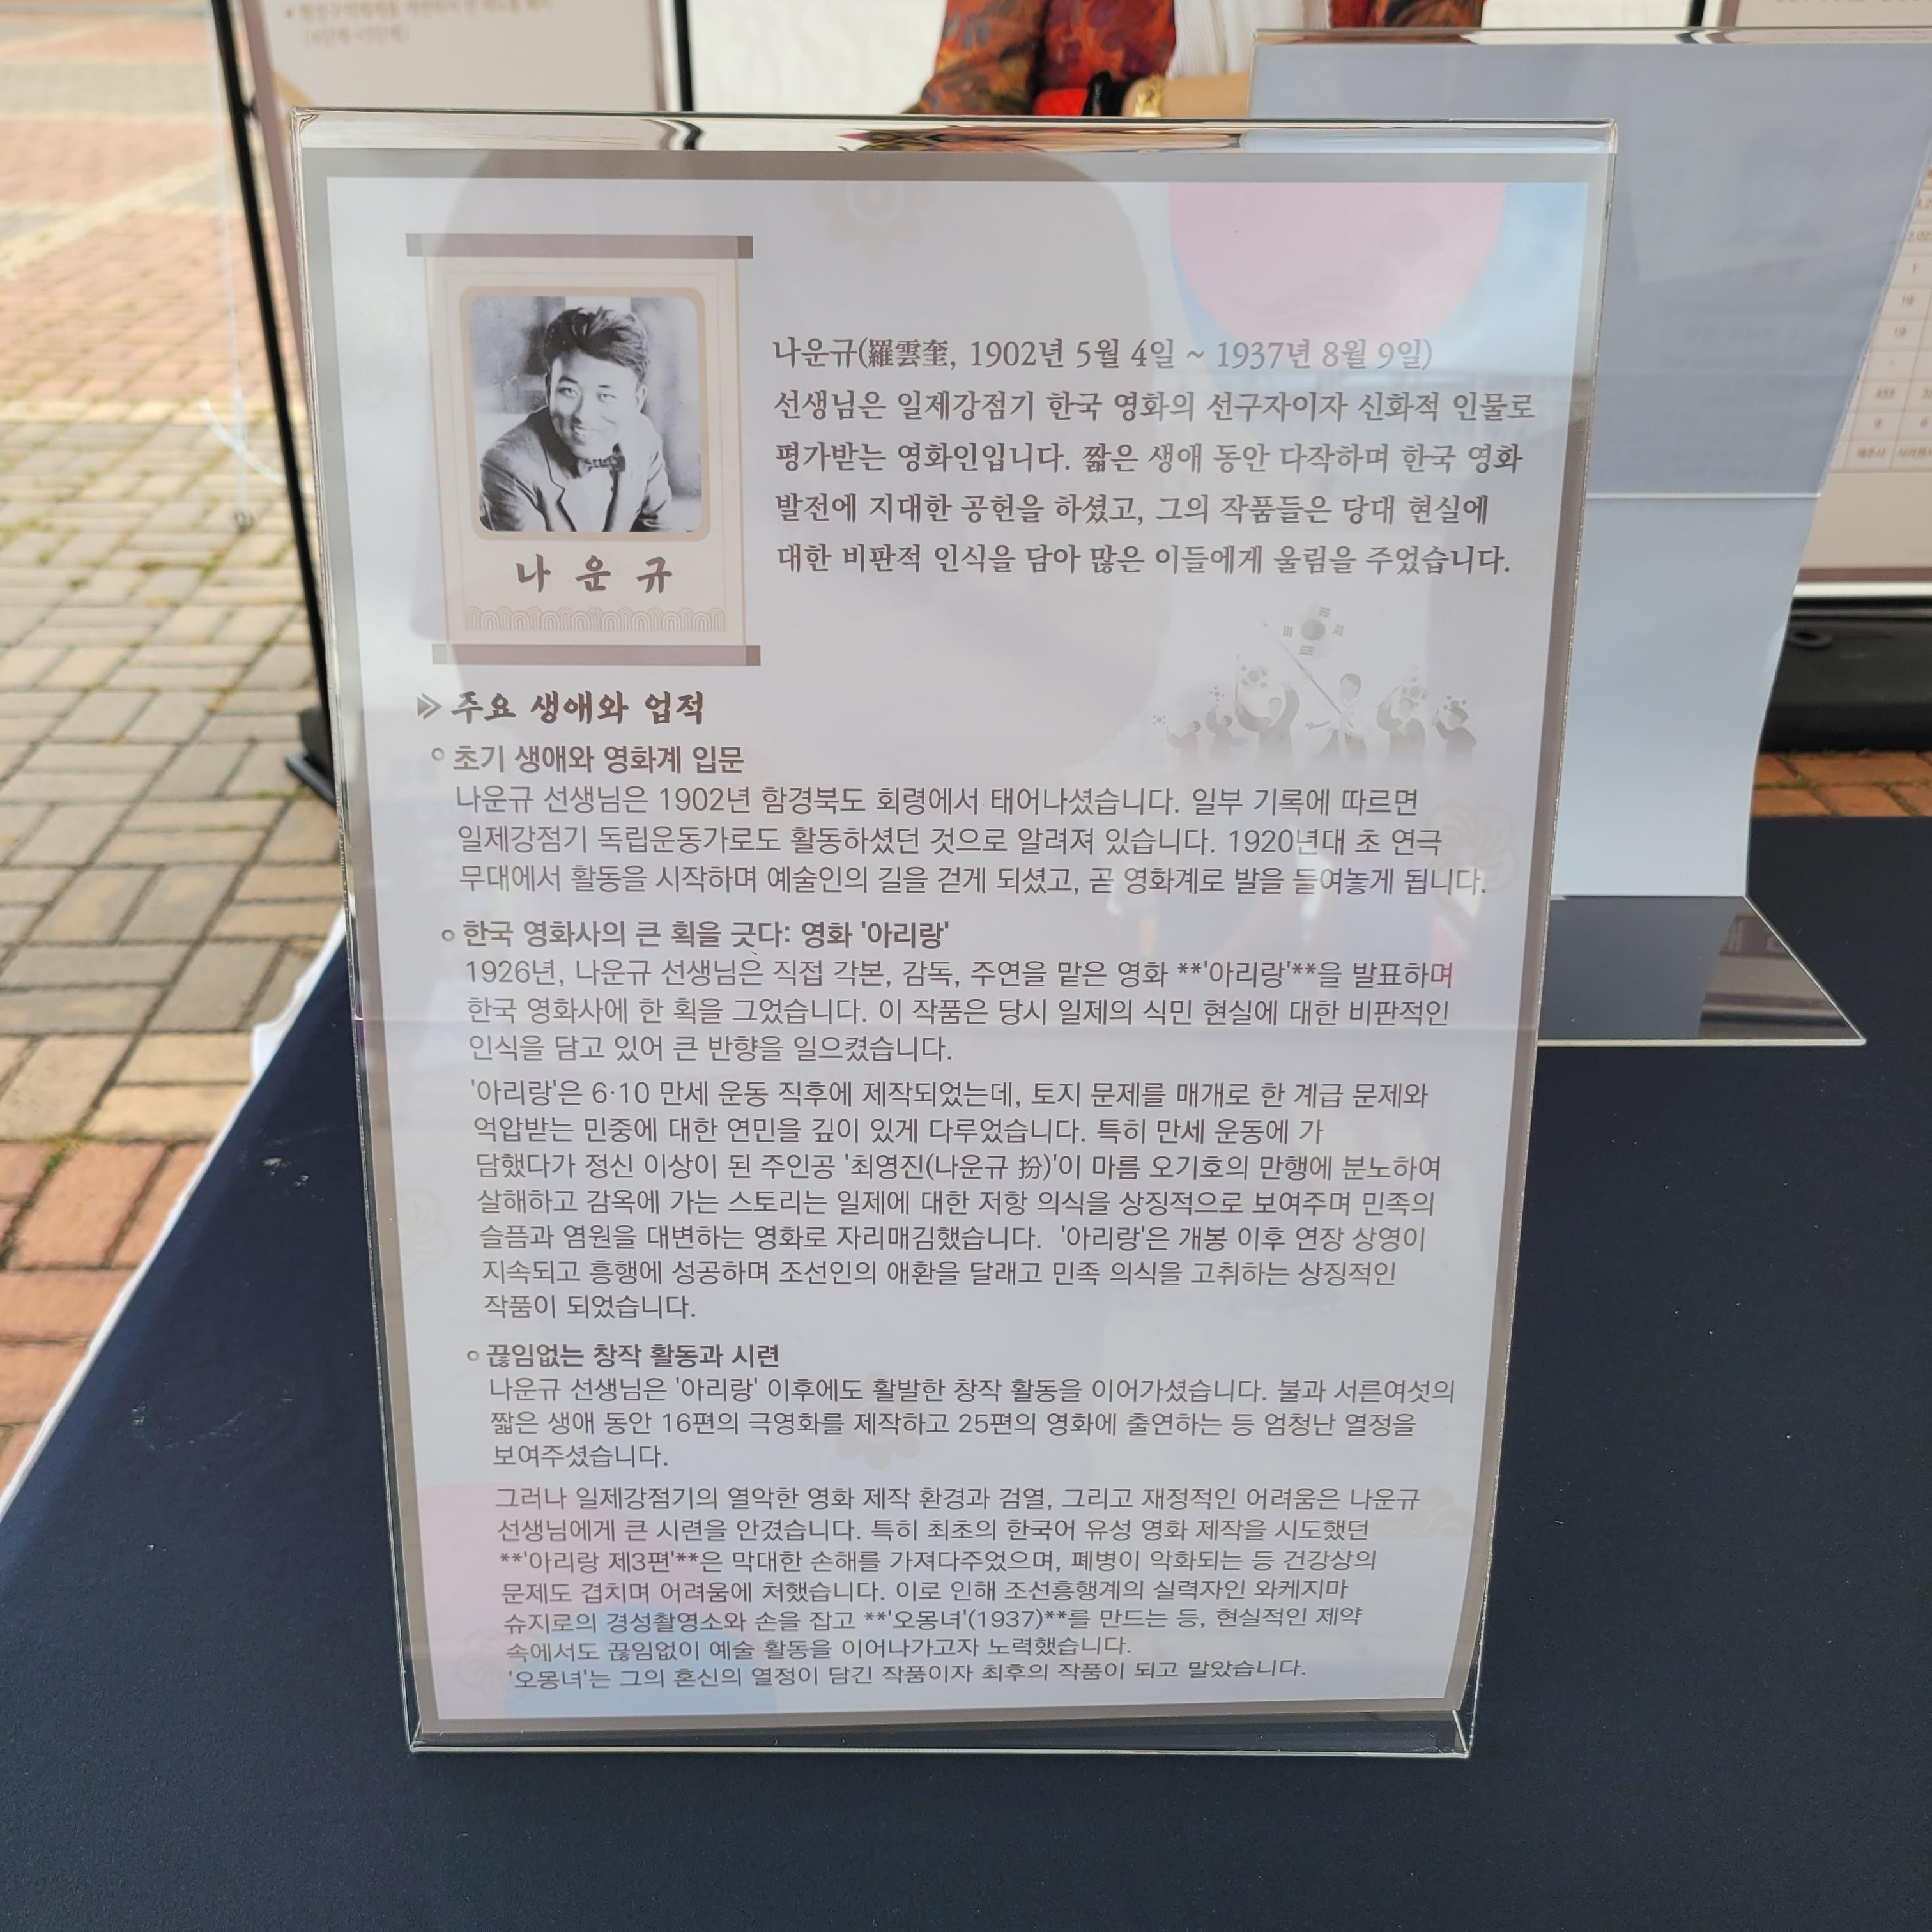 나운규
나운규(羅雲奎, 1902년 5월 4일 ~ 1937년 8월 9일)
선생님은 일제강점기 한국 영화의 선구자이자 신화적 인물로
평가받는 영화인입니다. 짧은 생애 동안 다작하며 한국 영화
발전에 지대한 공헌을 하셨고, 그의 작품들은 당대 현실에
대한 비판적 인식을 담아 많은 이들에게 울림을 주었습니다.
주요 생애와 업적
초기 생애와 영화계 입문
나운규 선생님은 1902년 함경북도 회령에서 태어나셨습니다. 일부 기록에 따르면
일제강점기 독립운동가로도 활동하셨던 것으로 알려져 있습니다. 1920년대 초 연극
무대에서 활동을 시작하며 예술인의 길을 걷게 되셨고, 곧 영화계로 발을 들여놓게 됩니다.
한국 영화사의 큰 획을 긋다: 영화 '아리랑'
1926년, 나운규 선생님은 직접 각본, 감독, 주연을 맡은 영화 **'아리랑'**을 발표하며
한국 영화사에 한 획을 그었습니다. 이 작품은 당시 일제의 식민 현실에 대한 비판적인
인식을 담고 있어 큰 반향을 일으켰습니다.
'아리랑'은 6·10 만세 운동 직후에 제작되었는데, 토지 문제를 매개로 한 계급 문제와
억압받는 민중에 대한 연민을 깊이 있게 다루었습니다. 특히 만세 운동에 가
담했다가 정신 이상이 된 주인공 '최영진(나운규 扮)'이 마름 오기호의 만행에 분노하여
살해하고 감옥에 가는 스토리는 일제에 대한 저항 의식을 상징적으로 보여주며 민족의
슬픔과 염원을 대변하는 영화로 자리매김했습니다. '아리랑'은 개봉 이후 연장 상영이
지속되고 흥행에 성공하며 조선인의 애환을 달래고 민족 의식을 고취하는 상징적인
작품이 되었습니다.
끊임없는 창작 활동과 시련
나운규 선생님은 '아리랑' 이후에도 활발한 창작 활동을 이어가셨습니다. 불과 서른여섯의
짧은 생애 동안 16편의 극영화를 제작하고 25편의 영화에 출연하는 등 엄청난 열정을
보여주셨습니다.
그러나 일제강점기의 열악한 영화 제작 환경과 검열, 그리고 재정적인 어려움은 나운규
선생님에게 큰 시련을 안겼습니다. 특히 최초의 한국어 유성 영화 제작을 시도했던
**'아리랑 제3편'**은 막대한 손해를 가져다주었으며, 폐병이 악화되는 등 건강상의
문제도 겹치며 어려움에 처했습니다. 이로 인해 조선흥행계의 실력자인 와케지마
슈지로의 경성촬영소와 손을 잡고 **'오몽녀'(1937)**를 만드는 등, 현실적인 제약
속에서도 끊임없이 예술 활동을 이어나가고자 노력했습니다.
'오몽녀'는 그의 혼신의 열정이 담긴 작품이자 최후의 작품이 되고 말았습니다.